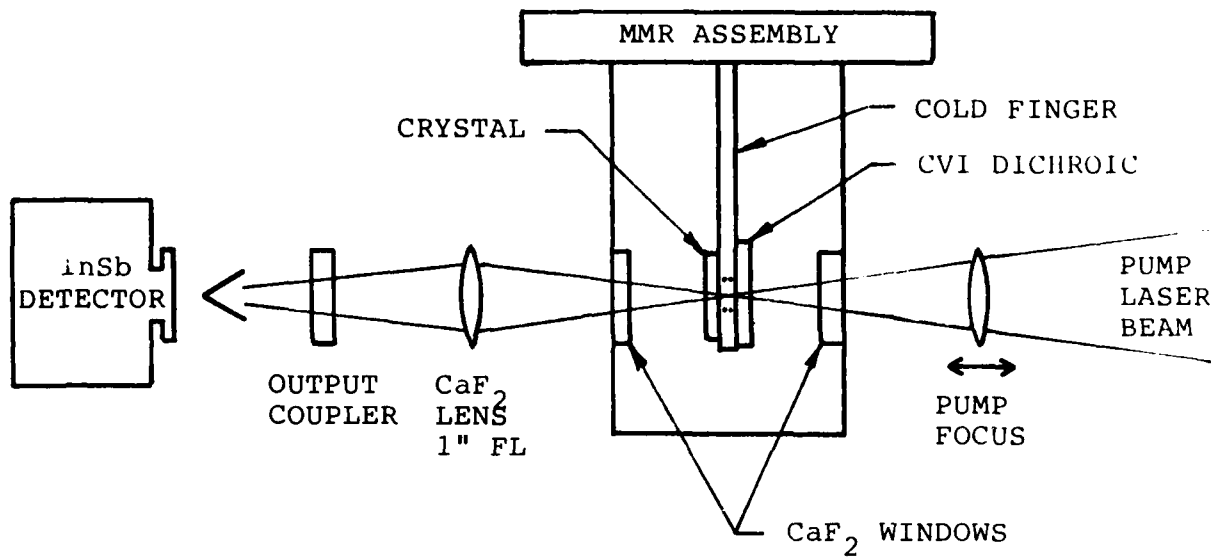 MMR ASSEMBLY
COLD FINGER
CRYSTAL
CVI DICHROIC
InSb
DETECTOR
PUMP
LASER
BEAM
OUTPUT
COUPLER
CaF2
LENS
1" FL
PUMP
FOCUS
CaF2 WINDOWS